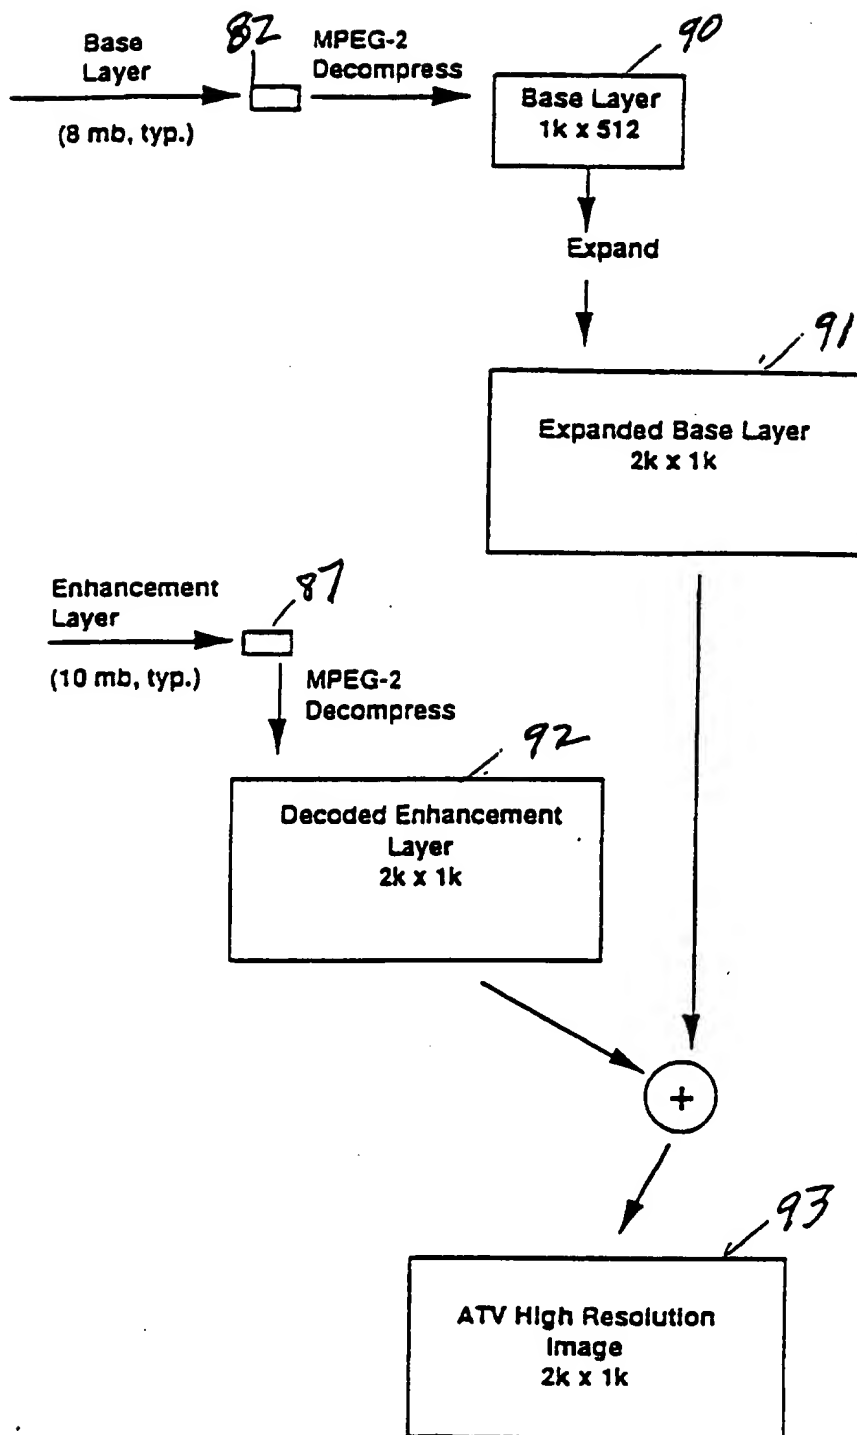 Base
Layer
(8 mb, typ.)
82
MPEG-2
Decompress
90
Base Layer
1k x 512
Expand
91
Expanded Base Layer
2k x 1k
Enhancement
Layer
(10 mb, typ.)
87
MPEG-2
Decompress
92
Decoded Enhancement
Layer
2k x 1k
+
93
ATV High Resolution
Image
2k x 1k